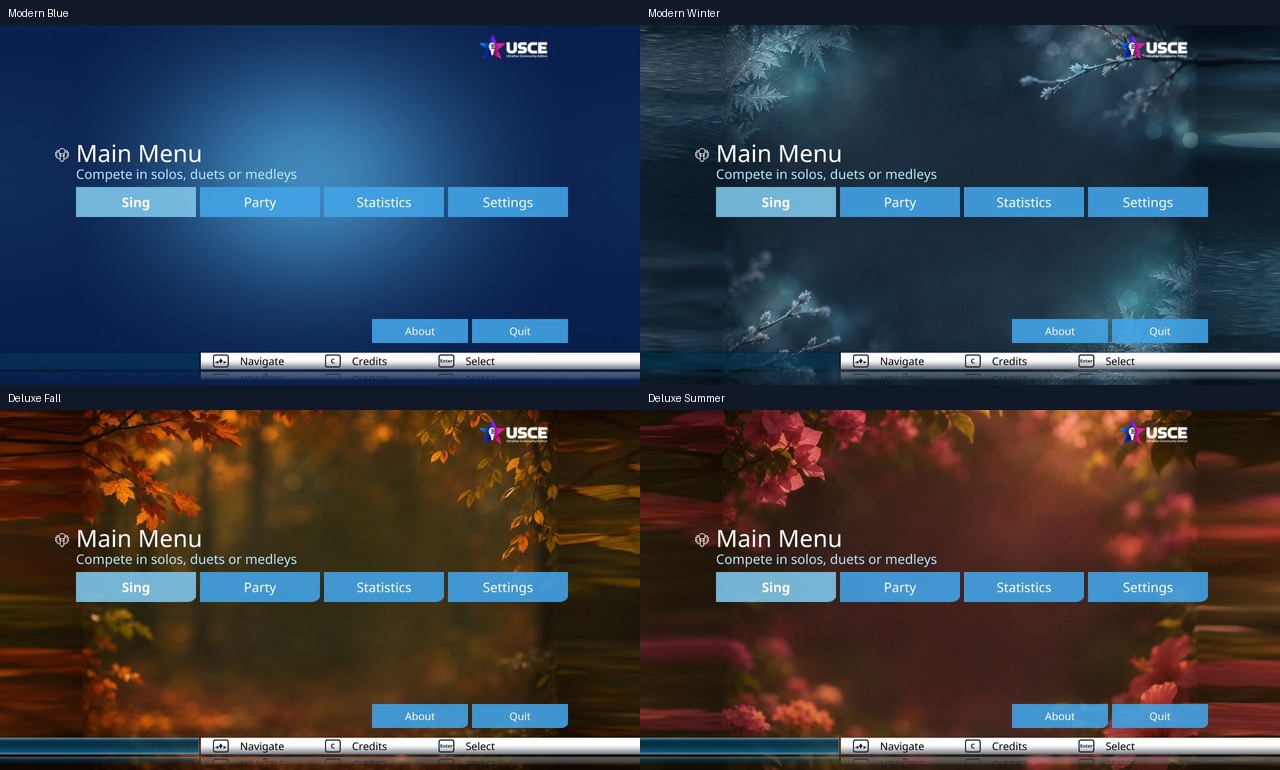 Modern Blue
USCE
Main Menu
Compete in solos, duets or medleys
Sing Party Statistics Settings
About Quit
Navigate C Credits Enter Select
Modern Winter
USCE
Main Menu
Compete in solos, duets or medleys
Sing Party Statistics Settings
About Quit
Navigate C Credits Enter Select
Deluxe Fall
USCE
Main Menu
Compete in solos, duets or medleys
Sing Party Statistics Settings
About Quit
Navigate C Credits Enter Select
Deluxe Summer
USCE
Main Menu
Compete in solos, duets or medleys
Sing Party Statistics Settings
About Quit
Navigate C Credits Enter Select